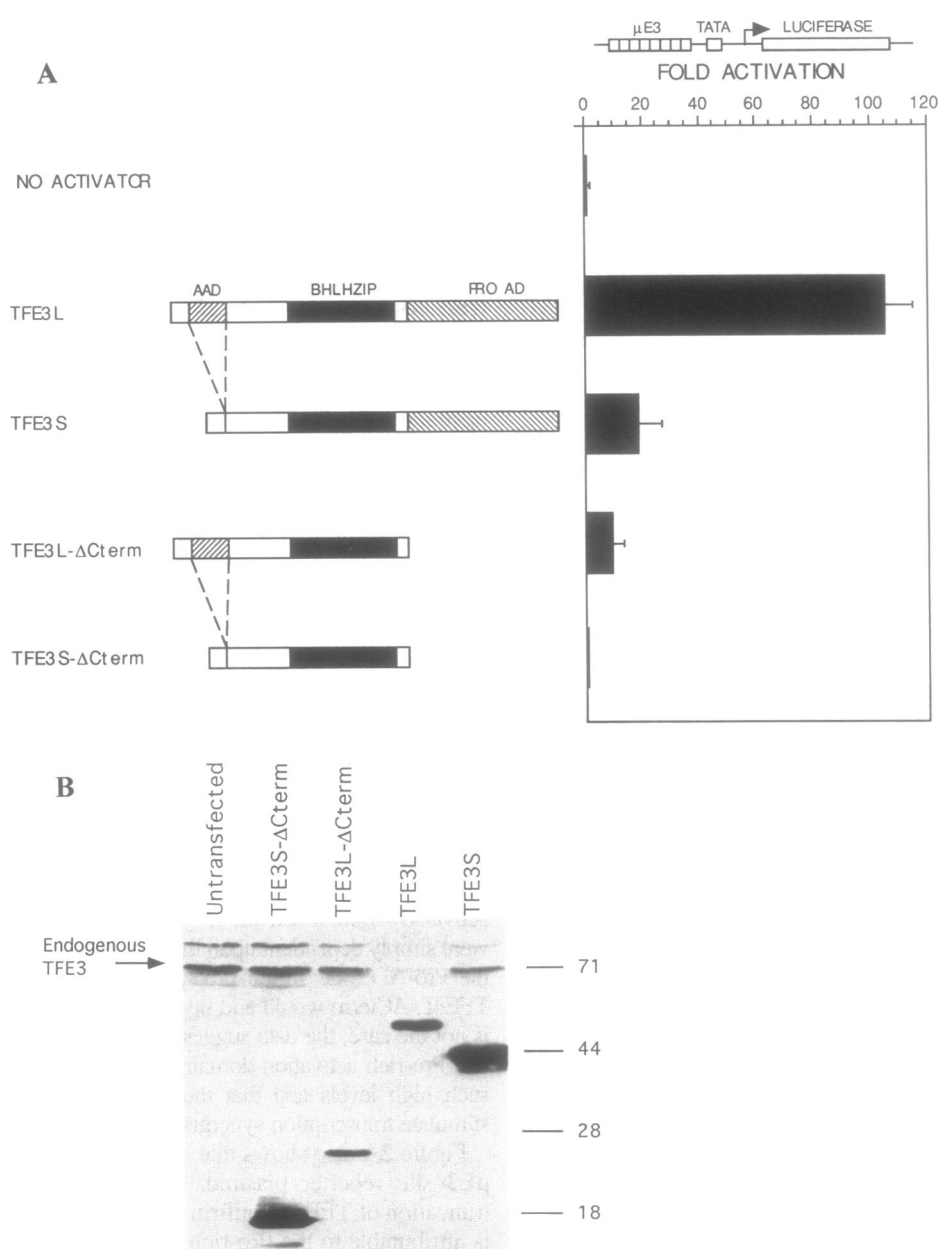 A
μE3 TATA LUCIFERASE
FOLD ACTIVATION
0 20 40 60 80 100 120
NO ACTIVATOR
AAD BHLHZIP PRO AD
TFE3L
TFE3S
TFE3L-ΔCterm
TFE3S-ΔCterm
B
Untransfected
TFE3S-ΔCterm
TFE3L-ΔCterm
TFE3L
TFE3S
Endogenous
TFE3
71
44
28
18